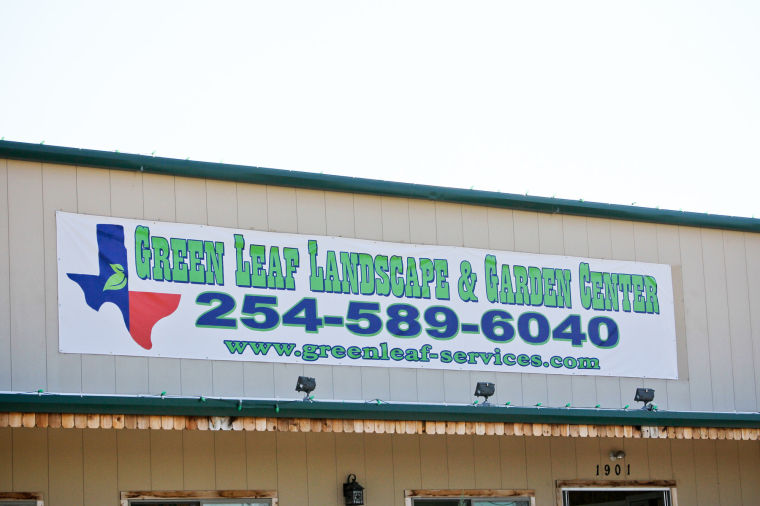 Green Leaf Landscape & Garden Center
254-589-6040
www.greenleaf-services.com
1901